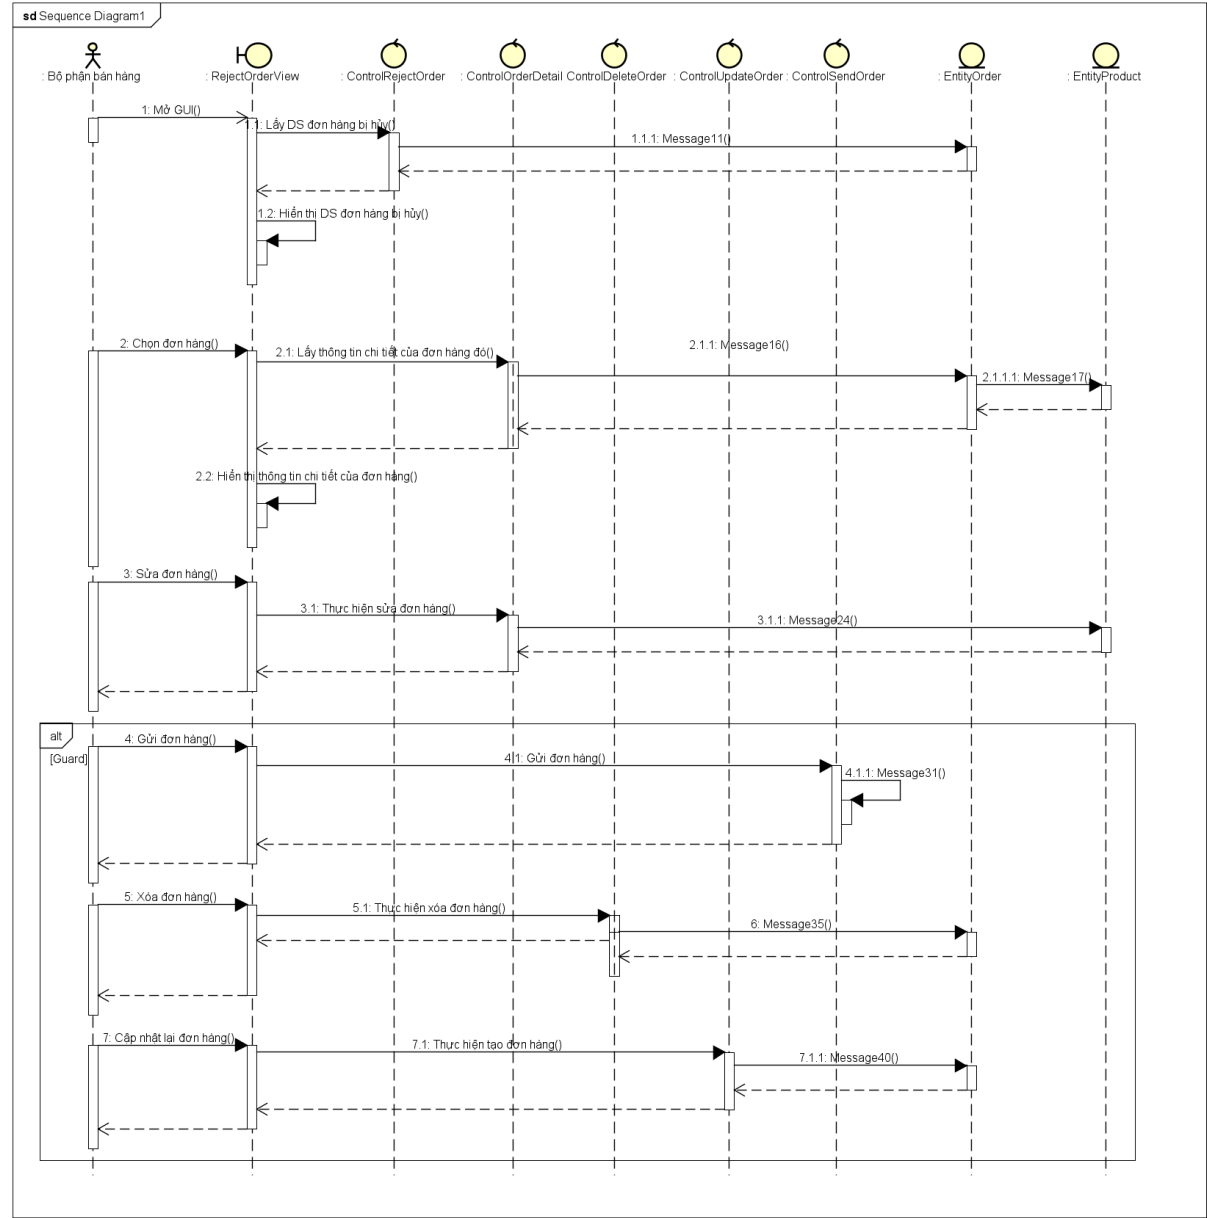 sd Sequence Diagram1
: Bộ phận bán hàng
: RejectOrderView
: ControlRejectOrder
: ControlOrderDetail
ControlDeleteOrder
: ControlUpdateOrder
: ControlSendOrder
: EntityOrder
: EntityProduct
1: Mở GUI()
1.1: Lấy DS đơn hàng bị hủy()
1.1.1: Message11()
1.2: Hiển thị DS đơn hàng bị hủy()
2: Chọn đơn hàng()
2.1: Lấy thông tin chi tiết của đơn hàng đó()
2.1.1: Message16()
2.1.1.1: Message17()
2.2: Hiển thị thông tin chi tiết của đơn hàng()
3: Sửa đơn hàng()
3.1: Thực hiện sửa đơn hàng()
3.1.1: Message24()
alt
[Guard]
4: Gửi đơn hàng()
4.1: Gửi đơn hàng()
4.1.1: Message31()
5: Xóa đơn hàng()
5.1: Thực hiện xóa đơn hàng()
6: Message35()
7: Cập nhật lại đơn hàng()
7.1: Thực hiện tạo đơn hàng()
7.1.1: Message40()